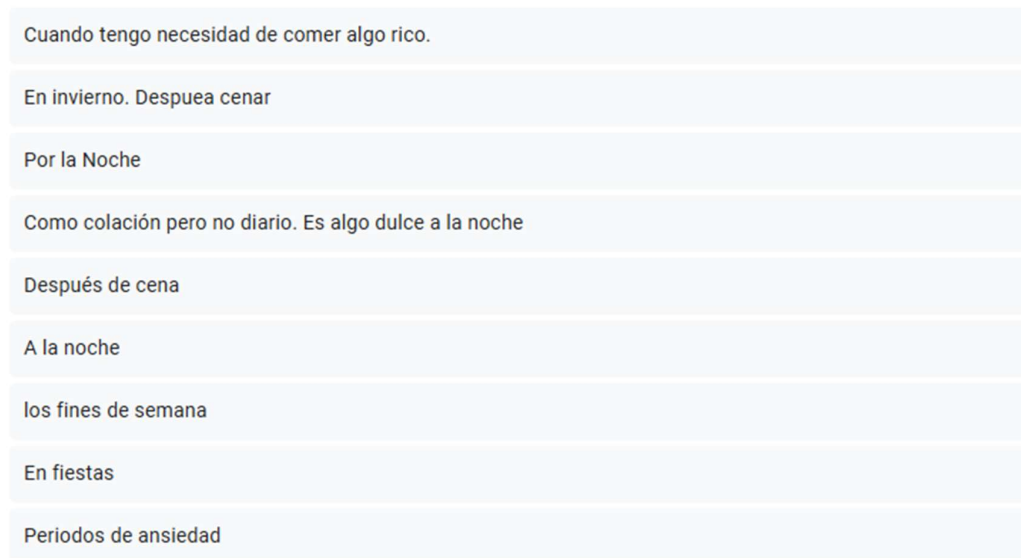 Cuando tengo necesidad de comer algo rico.
En invierno. Despuea cenar
Por la Noche
Como colación pero no diario. Es algo dulce a la noche
Después de cena
A la noche
los fines de semana
En fiestas
Periodos de ansiedad